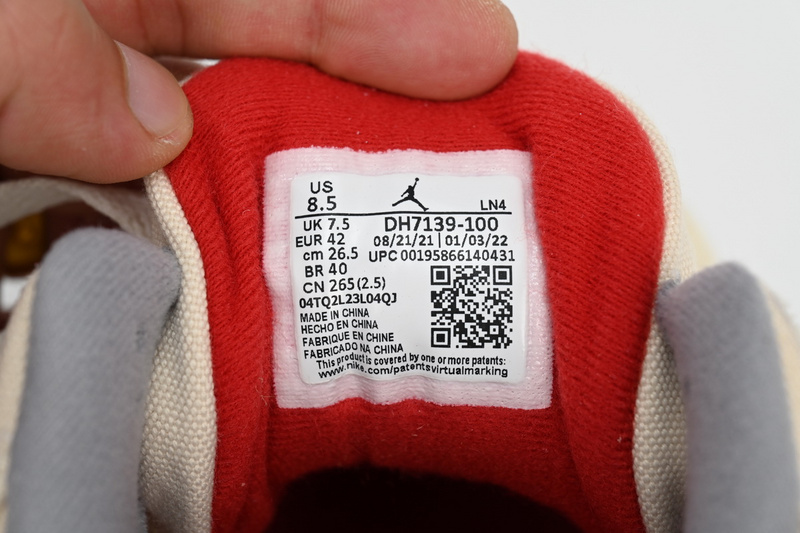 US
8.5 LN4
UK 7.5 DH7139-100
EUR 42 08/21/21 | 01/03/22
cm 26.5 UPC 00195866140431
BR 40
CN 265 (2.5)
04TQ2L23L04QJ
MADE IN CHINA
HECHO EN CHINA
FABRIQUE EN CHINE
FABRICADO NA CHINA
This product is covered by one or more patents:
www.nike.com/patentsvirtualmarking